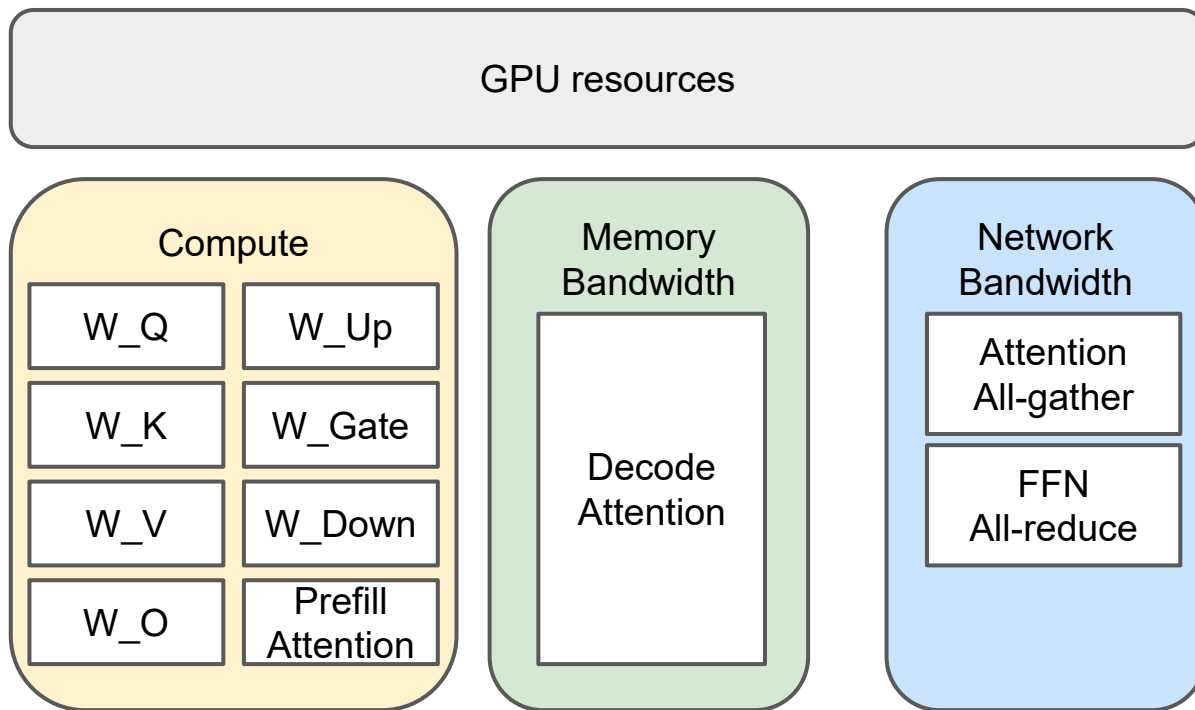 GPU resources
Compute
W_Q
W_Up
W_K
W_Gate
W_V
W_Down
W_O
Prefill
Attention
Memory
Bandwidth
Decode
Attention
Network
Bandwidth
Attention
All-gather
FFN
All-reduce